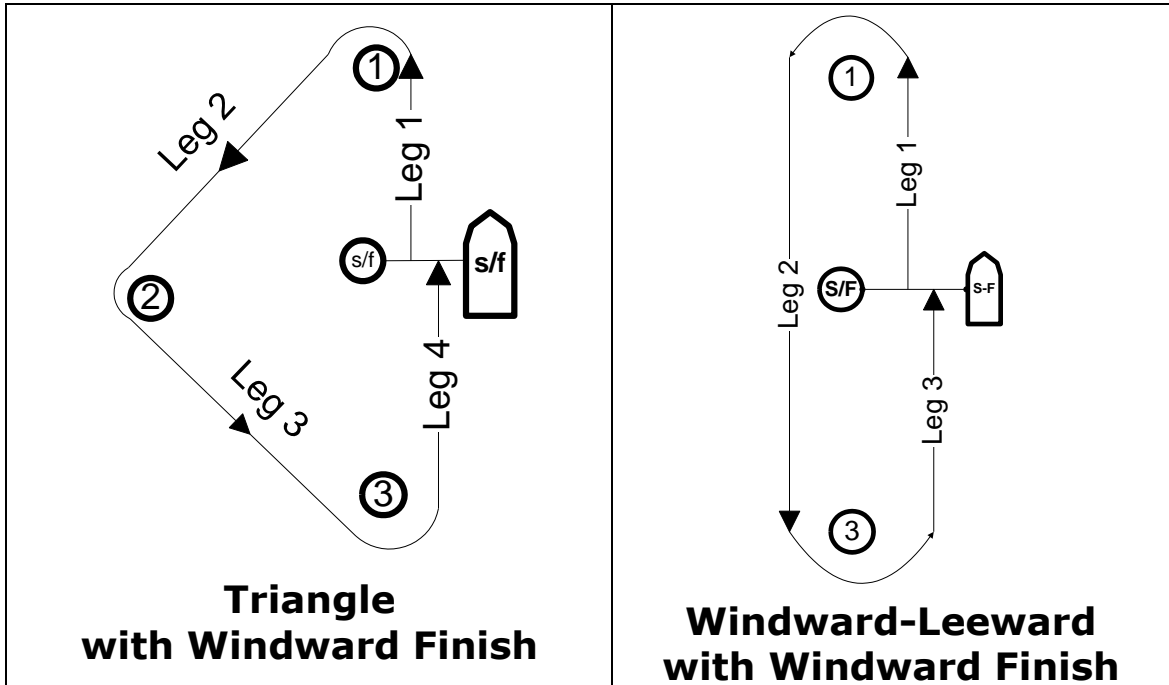 1
Leg 2
Leg 1
s/f
s/f
2
Leg 3
Leg 4
3
Triangle
with Windward Finish
1
Leg 1
Leg 2
S/F
S-F
Leg 3
3
Windward-Leeward
with Windward Finish